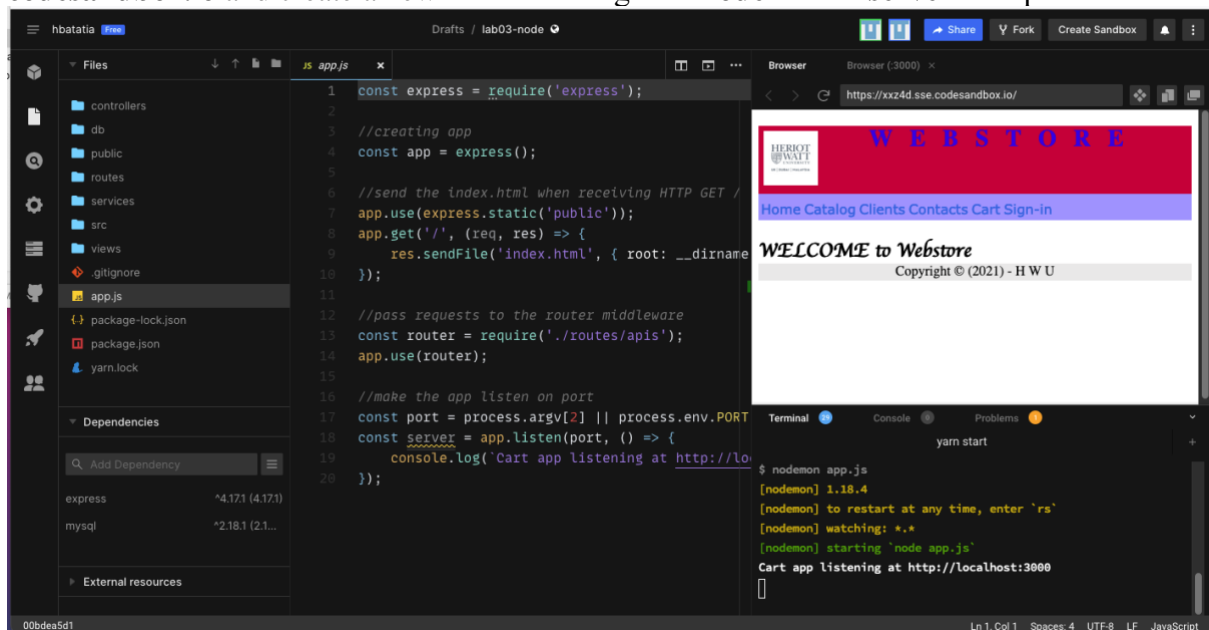 hbatatia Free
Drafts / lab03-node
Share
Fork
Create Sandbox
Files
controllers
db
public
routes
services
src
views
.gitignore
app.js
package-lock.json
package.json
yarn.lock
Dependencies
Add Dependency
express ^4.17.1 (4.17.1)
mysql ^2.18.1 (2.1...
External resources
JS app.js ×
1 const express = require('express');
2
3 //creating app
4 const app = express();
5
6 //send the index.html when receiving HTTP GET /
7 app.use(express.static('public'));
8 app.get('/', (req, res) => {
9 res.sendFile('index.html', { root: __dirname
10 });
11
12 //pass requests to the router middleware
13 const router = require('./routes/apis');
14 app.use(router);
15
16 //make the app listen on port
17 const port = process.argv[2] || process.env.PORT
18 const server = app.listen(port, () => {
19 console.log(`Cart app listening at http://lo
20 });
Browser Browser (:3000) ×
https://xxz4d.sse.codesandbox.io/
HERIOT
WATT
UNIVERSITY
W E B S T O R E
Home Catalog Clients Contacts Cart Sign-in
WELCOME to Webstore
Copyright © (2021) - H W U
Terminal 29 Console 0 Problems 1
yarn start
$ nodemon app.js
[nodemon] 1.18.4
[nodemon] to restart at any time, enter `rs`
[nodemon] watching: *.*
[nodemon] starting `node app.js`
Cart app listening at http://localhost:3000
00bdea5d1
Ln 1, Col 1 Spaces: 4 UTF-8 LF JavaScript